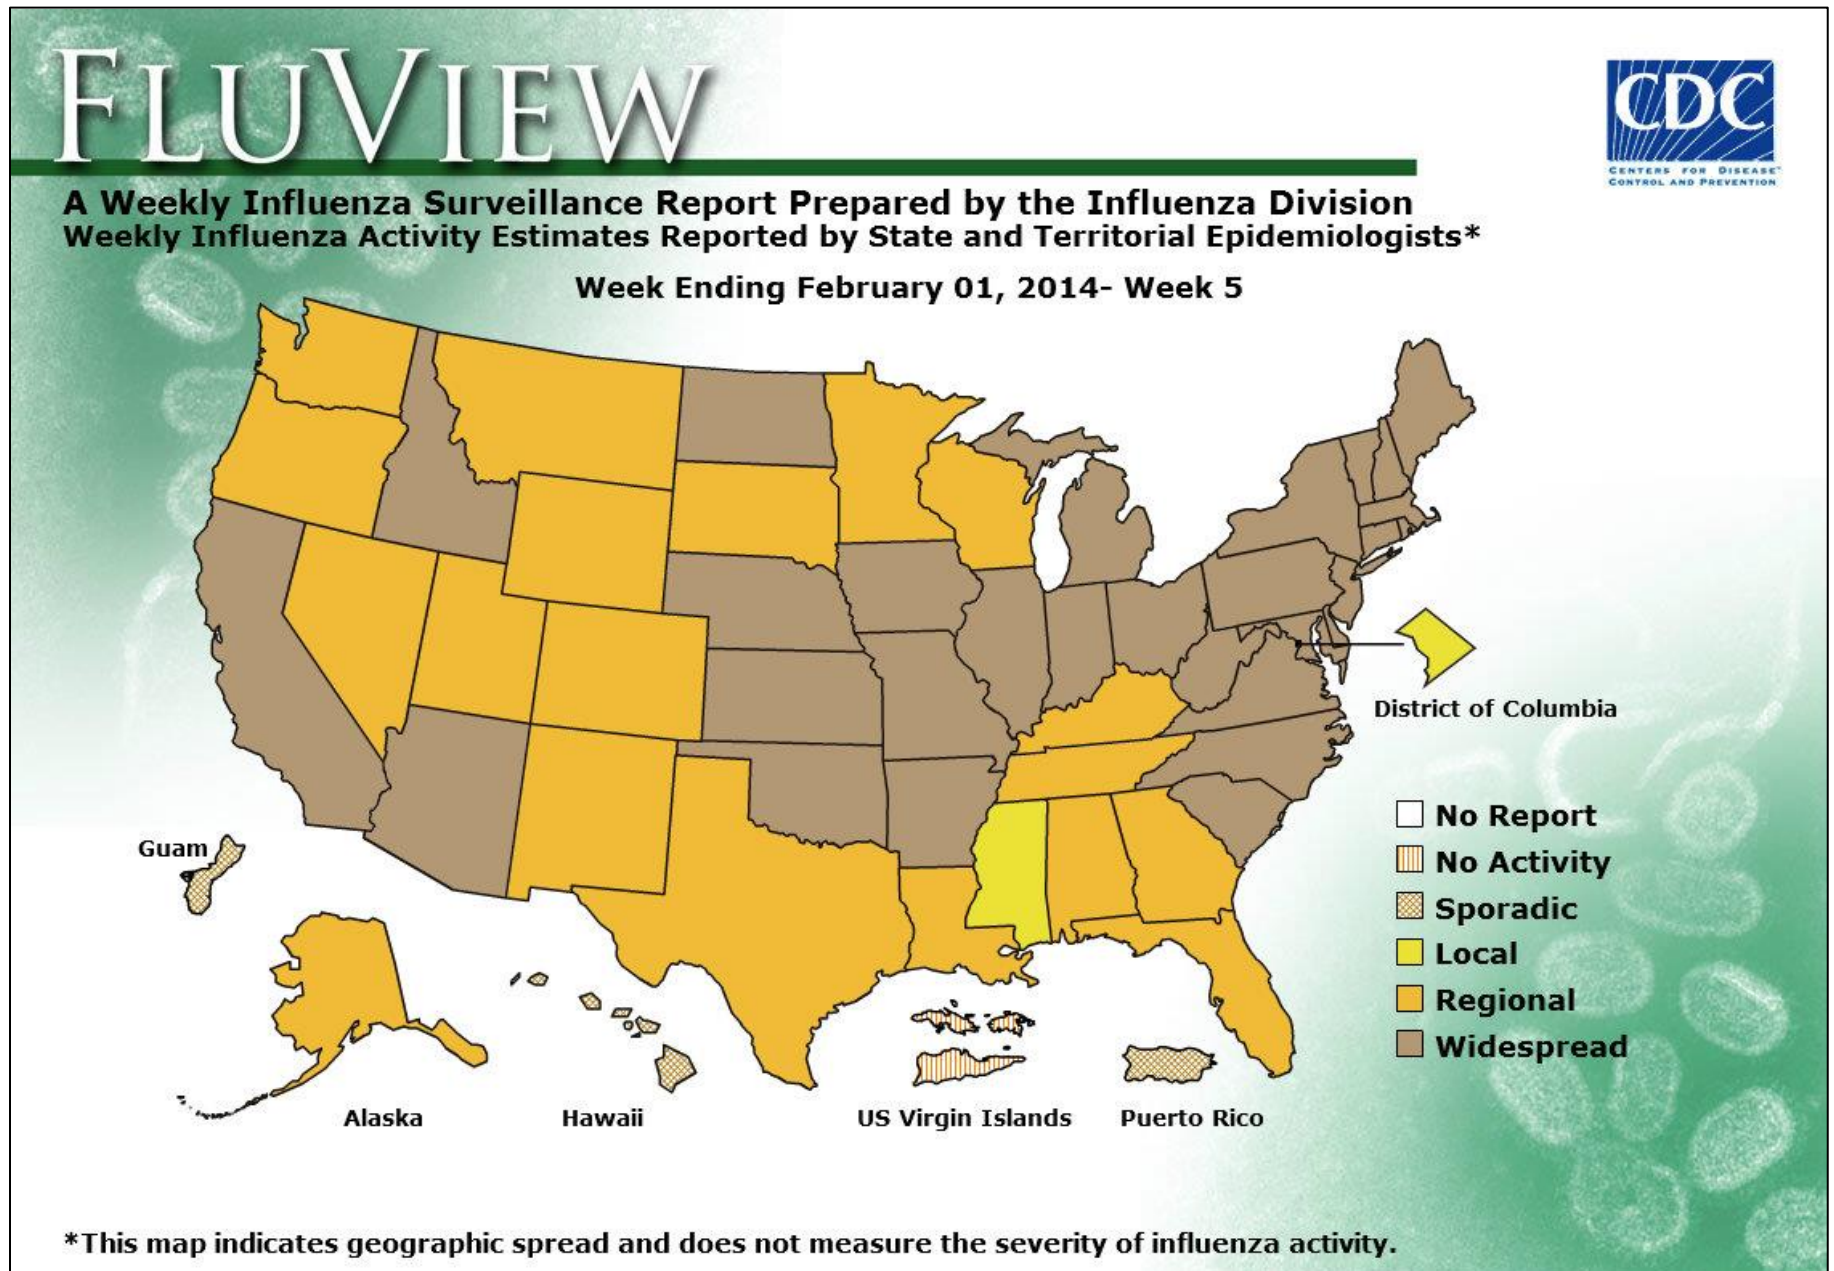 FLUVIEW
CDC
CENTERS FOR DISEASE™
CONTROL AND PREVENTION
A Weekly Influenza Surveillance Report Prepared by the Influenza Division
Weekly Influenza Activity Estimates Reported by State and Territorial Epidemiologists*
Week Ending February 01, 2014- Week 5
District of Columbia
No Report
No Activity
Sporadic
Local
Regional
Widespread
Guam
Alaska
Hawaii
US Virgin Islands
Puerto Rico
*This map indicates geographic spread and does not measure the severity of influenza activity.